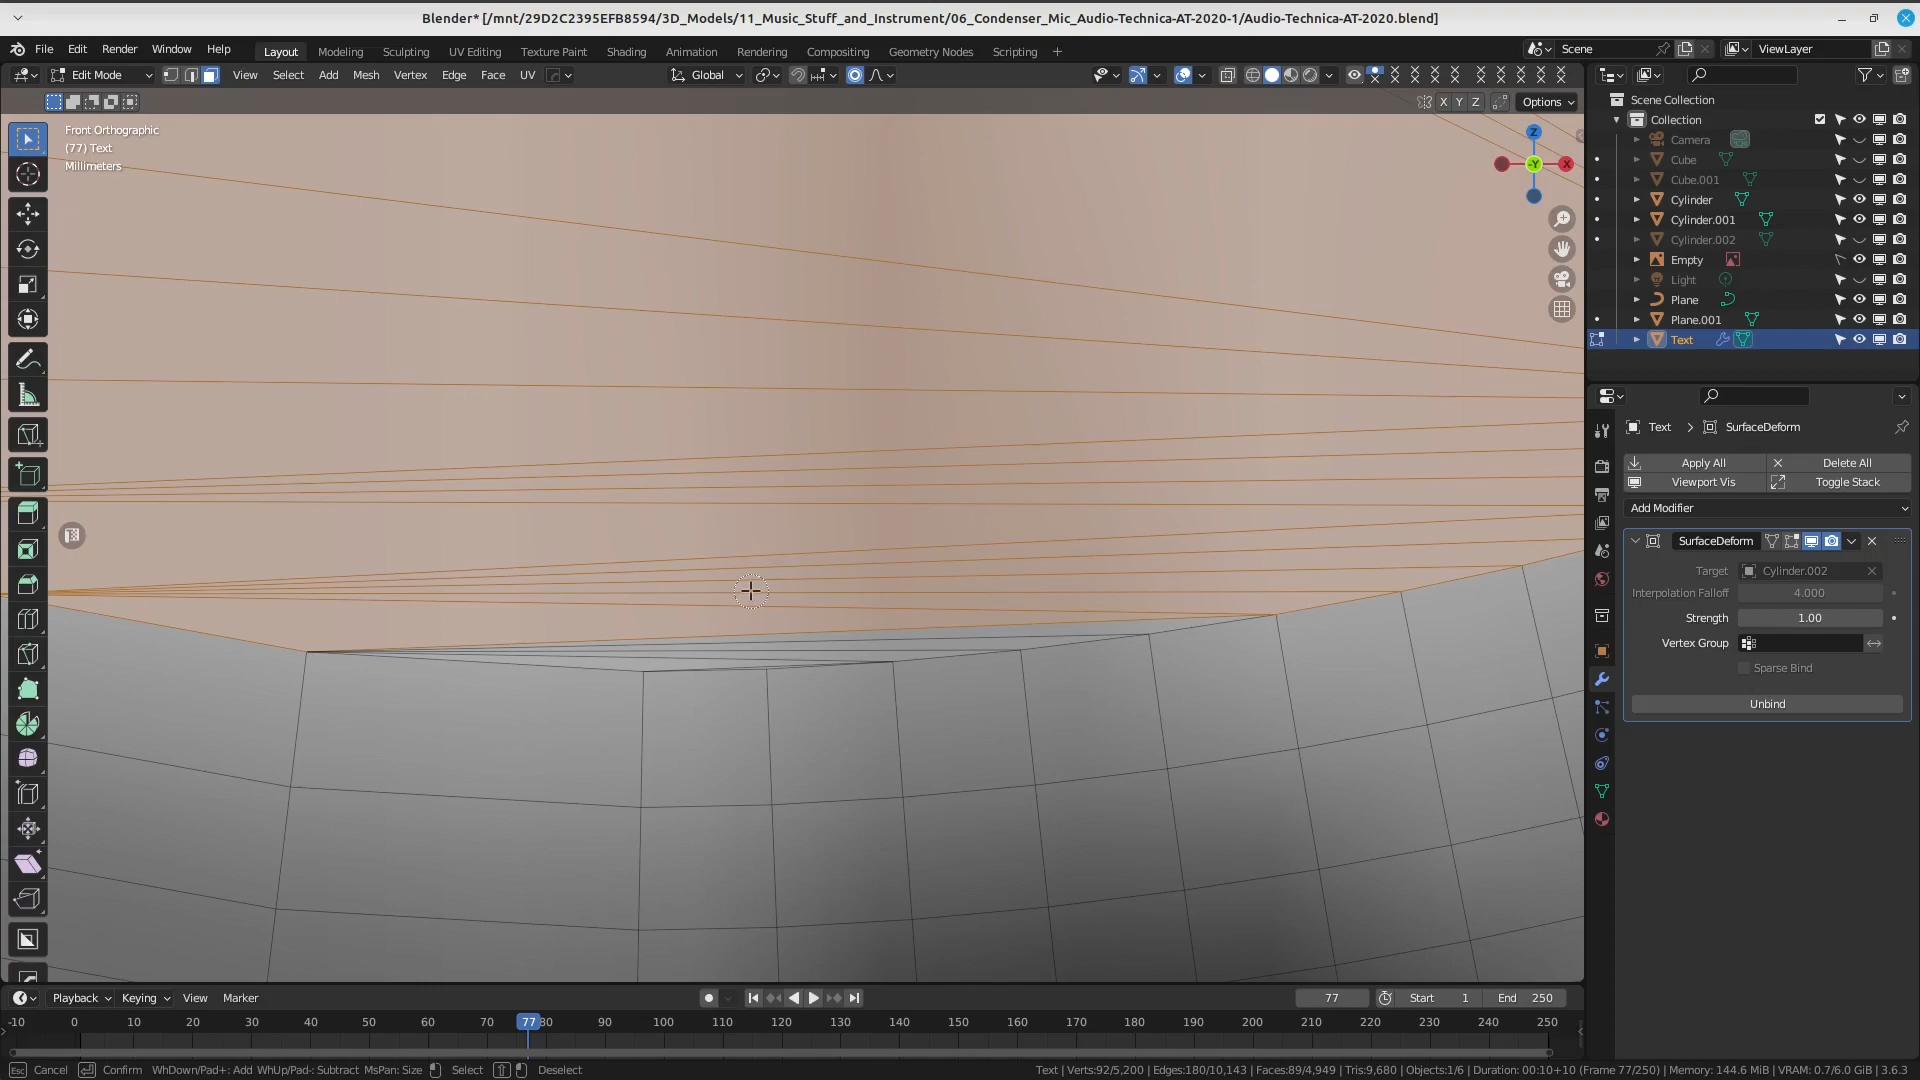 Blender* [/mnt/29D2C2395EFB8594/3D_Models/11_Music_Stuff_and_Instrument/06_Condenser_Mic_Audio-Technica-AT-2020-1/Audio-Technica-AT-2020.blend]
File Edit Render Window Help Layout Modeling Sculpting UV Editing Texture Paint Shading Animation Rendering Compositing Geometry Nodes Scripting + Scene ViewLayer
Edit Mode View Select Add Mesh Vertex Edge Face UV Global
X Y Z Options
Front Orthographic
(77) Text
Millimeters
Z
-Y X
Scene Collection
Collection
Camera
Cube
Cube.001
Cylinder
Cylinder.001
Cylinder.002
Empty
Light
Plane
Plane.001
Text
Text > SurfaceDeform
Apply All Delete All
Viewport Vis Toggle Stack
Add Modifier
SurfaceDeform
Target Cylinder.002
Interpolation Falloff 4.000
Strength 1.00
Vertex Group
Sparse Bind
Unbind
Playback Keying View Marker 77 Start 1 End 250
-10 0 10 20 30 40 50 60 70 77 80 90 100 110 120 130 140 150 160 170 180 190 200 210 220 230 240 250
Esc Cancel Confirm WhDown/Pad+: Add WhUp/Pad-: Subtract MsPan: Size Select Deselect Text | Verts:92/5,200 | Edges:180/10,143 | Faces:89/4,949 | Tris:9,680 | Objects:1/6 | Duration: 00:10+10 (Frame 77/250) | Memory: 144.6 MiB | VRAM: 0.7/6.0 GiB | 3.6.3